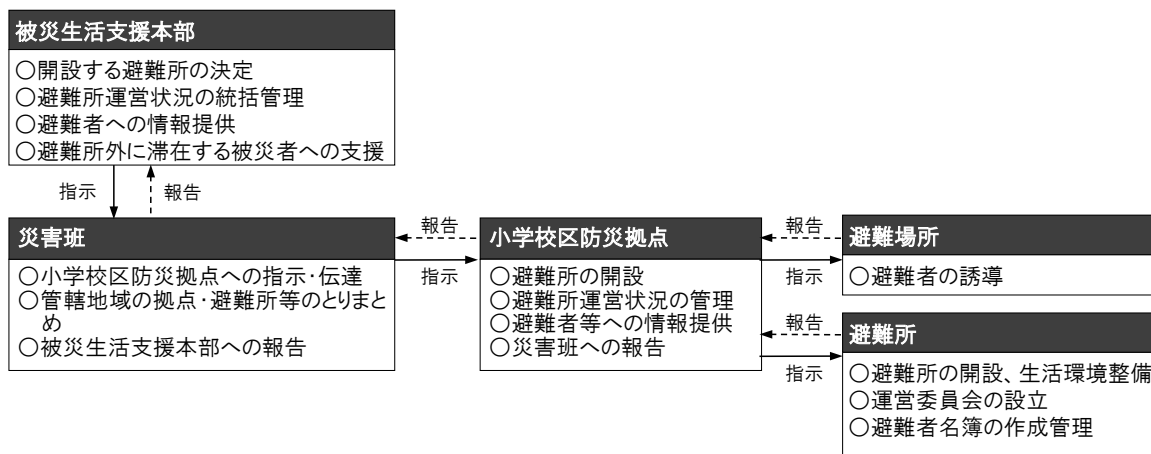 被災生活支援本部
○開設する避難所の決定
○避難所運営状況の統括管理
○避難者への情報提供
○避難所外に滞在する被災者への支援
指示
報告
災害班
○小学校区防災拠点への指示・伝達
○管轄地域の拠点・避難所等のとりまと
め
○被災生活支援本部への報告
報告
指示
小学校区防災拠点
○避難所の開設
○避難所運営状況の管理
○避難者等への情報提供
○災害班への報告
報告
指示
避難場所
○避難者の誘導
報告
指示
避難所
○避難所の開設、生活環境整備
○運営委員会の設立
○避難者名簿の作成管理